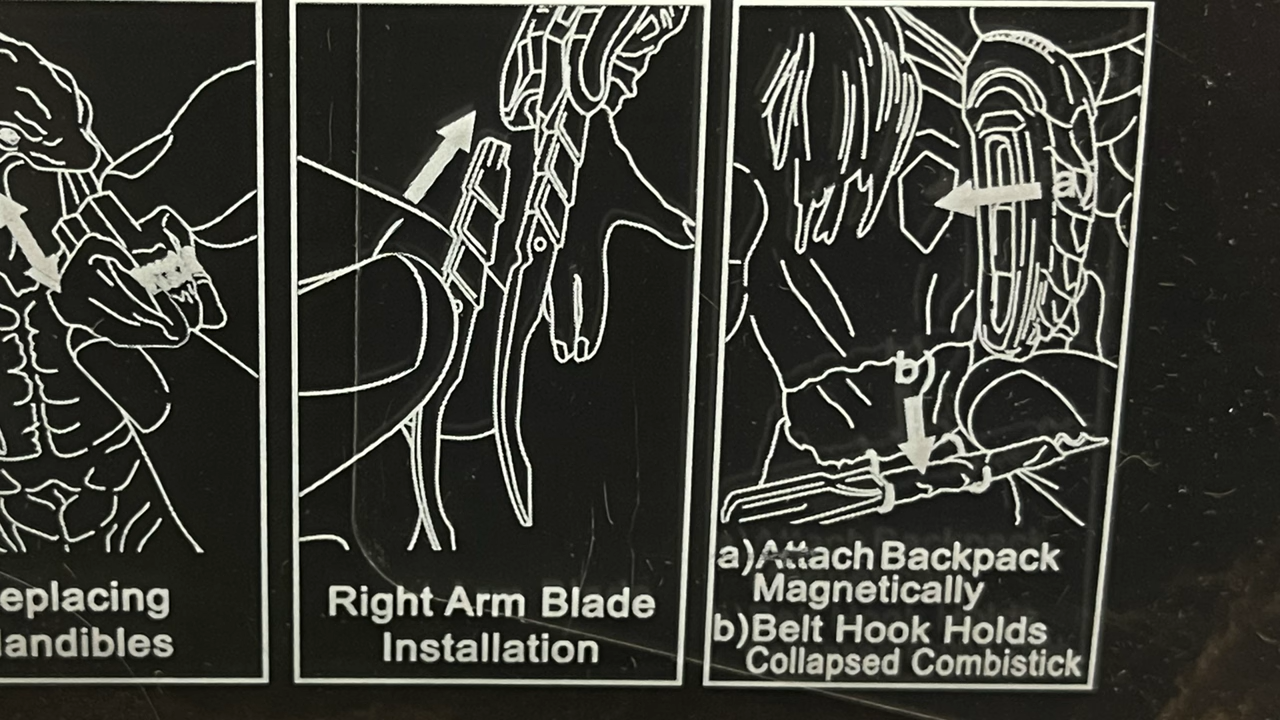 eplacing
andibles
Right Arm Blade
Installation
a)
b)
a)Attach Backpack
Magnetically
b)Belt Hook Holds
Collapsed Combistick